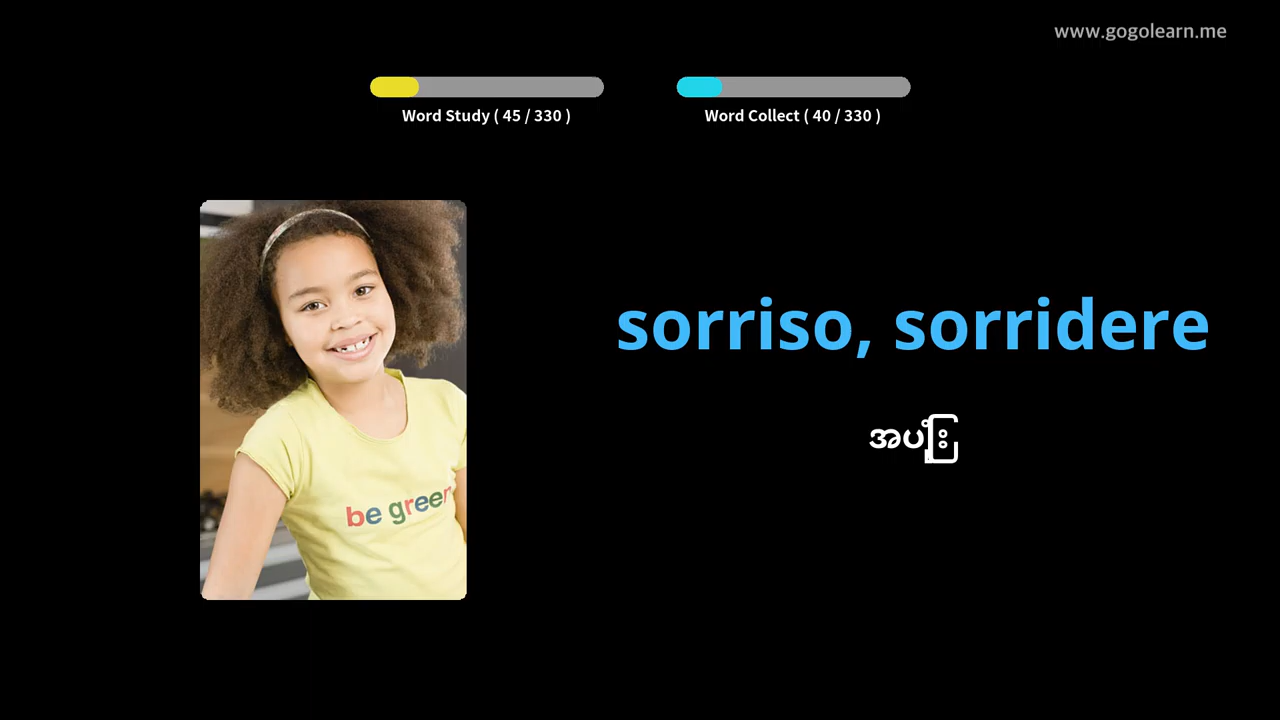 www.gogolearn.me
Word Study ( 45 / 330 )
Word Collect ( 40 / 330 )
be green
sorriso, sorridere
အပြုံး